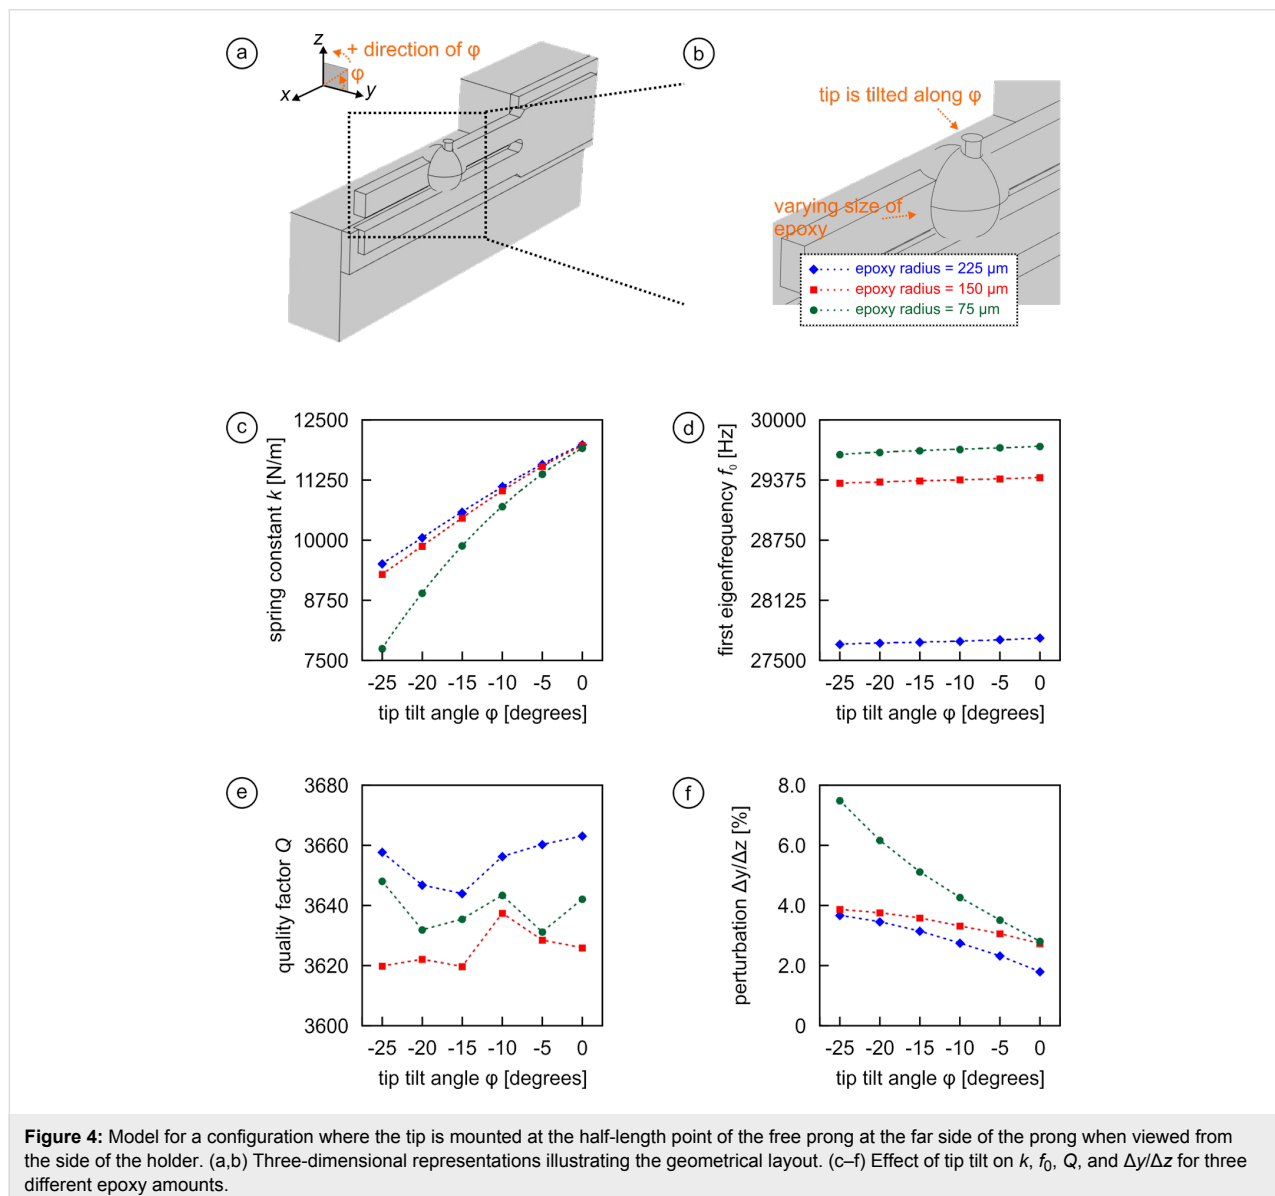 a
z
+ direction of φ
φ
x
y
b
tip is tilted along φ
varying size of
epoxy
epoxy radius = 225 µm
epoxy radius = 150 µm
epoxy radius = 75 µm
c
spring constant k [N/m]
12500
11250
10000
8750
7500
-25 -20 -15 -10 -5 0
tip tilt angle φ [degrees]
d
first eigenfrequency f₀ [Hz]
30000
29375
28750
28125
27500
-25 -20 -15 -10 -5 0
tip tilt angle φ [degrees]
e
quality factor Q
3680
3660
3640
3620
3600
-25 -20 -15 -10 -5 0
tip tilt angle φ [degrees]
f
perturbation Δy/Δz [%]
8.0
6.0
4.0
2.0
0
-25 -20 -15 -10 -5 0
tip tilt angle φ [degrees]
Figure 4: Model for a configuration where the tip is mounted at the half-length point of the free prong at the far side of the prong when viewed from
the side of the holder. (a,b) Three-dimensional representations illustrating the geometrical layout. (c–f) Effect of tip tilt on k, f₀, Q, and Δy/Δz for three
different epoxy amounts.